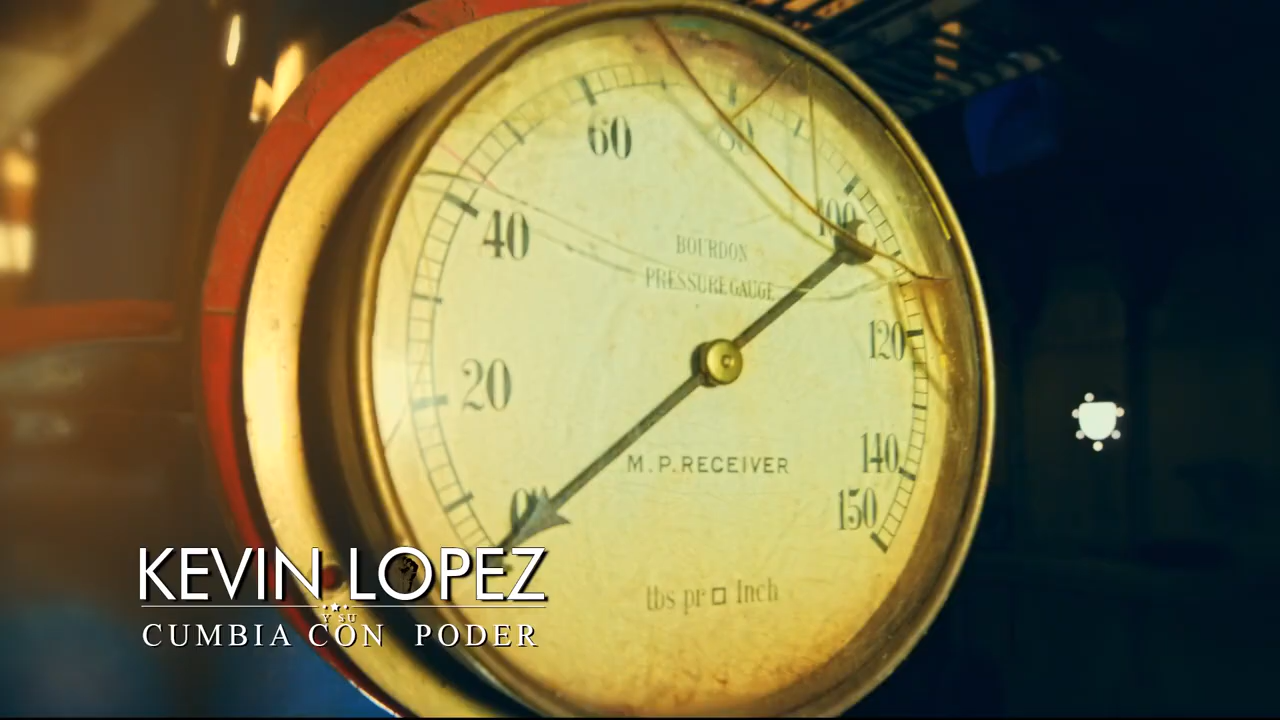 60
80
40
100
BOURDON
PRESSURE GAUGE
120
20
M.P. RECEIVER
140
0
150
lbs pr □ Inch
KEVIN LOPEZ
Y SU
CUMBIA CON PODER